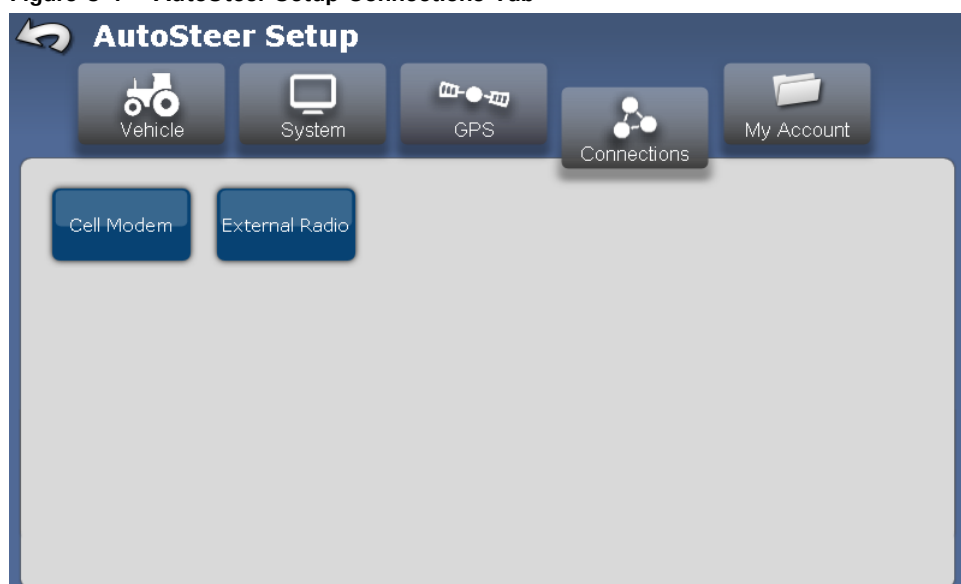 AutoSteer Setup
Vehicle
System
GPS
Connections
My Account
Cell Modem
External Radio